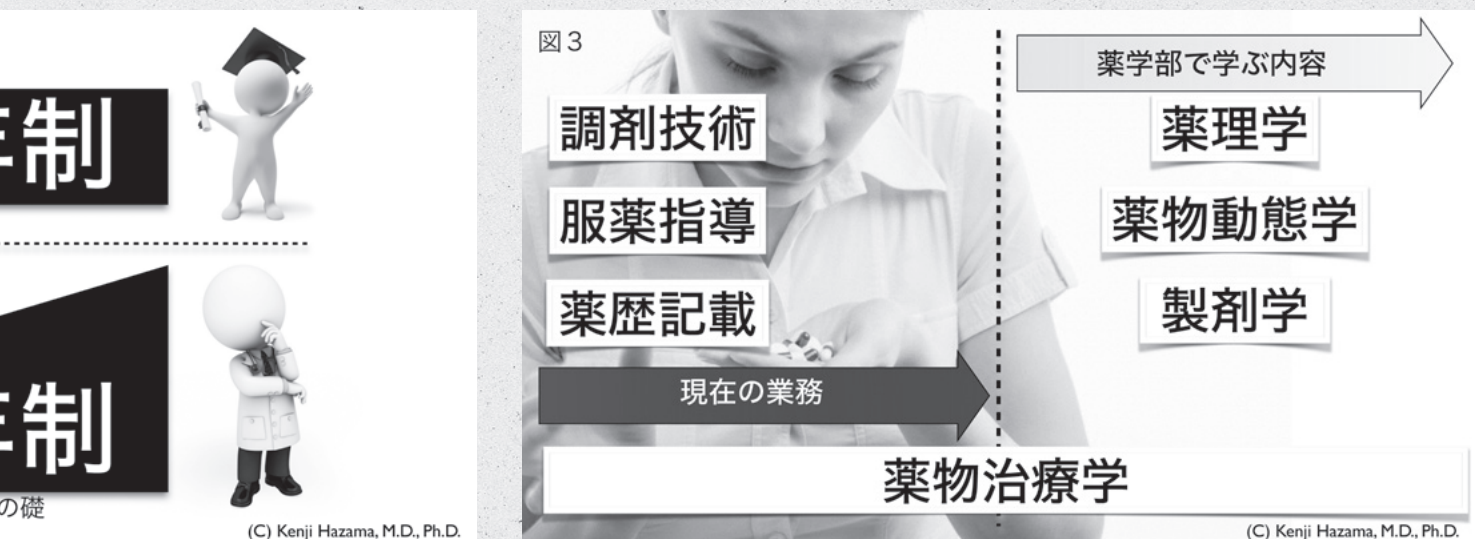 年制
年制
の礎
(C) Kenji Hazama, M.D., Ph.D.
図3
薬学部で学ぶ内容
調剤技術
薬理学
服薬指導
薬物動態学
薬歴記載
製剤学
現在の業務
薬物治療学
(C) Kenji Hazama, M.D., Ph.D.